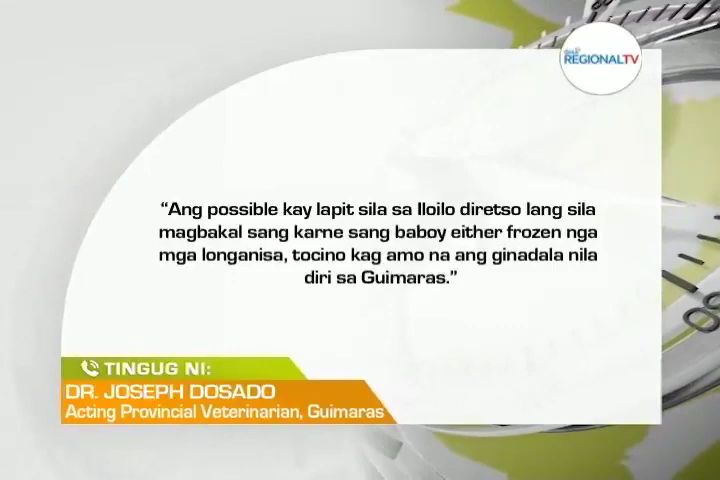 REGIONALTV
“Ang possible kay lapit sila sa Iloilo diretso lang sila
magbakal sang karne sang baboy either frozen nga
mga longanisa, tocino kag amo na ang ginadala nila
diri sa Guimaras.”
TINGUG NI:
DR. JOSEPH DOSADO
Acting Provincial Veterinarian, Guimaras